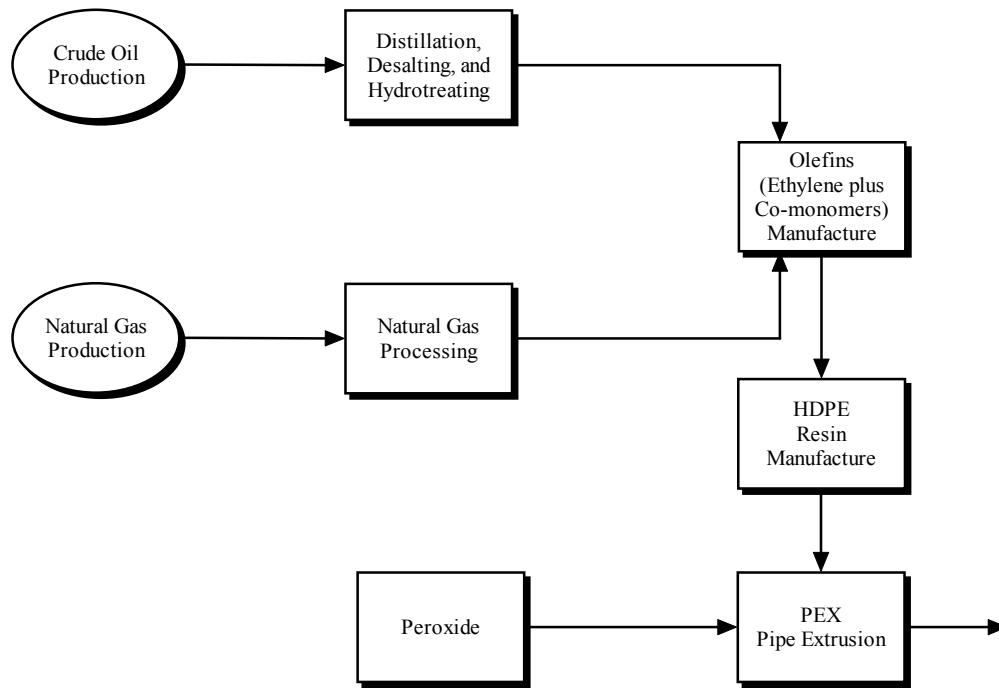 Crude Oil
Production
Distillation,
Desalting, and
Hydrotreating
Olefins
(Ethylene plus
Co-monomers)
Manufacture
Natural Gas
Production
Natural Gas
Processing
HDPE
Resin
Manufacture
Peroxide
PEX
Pipe Extrusion